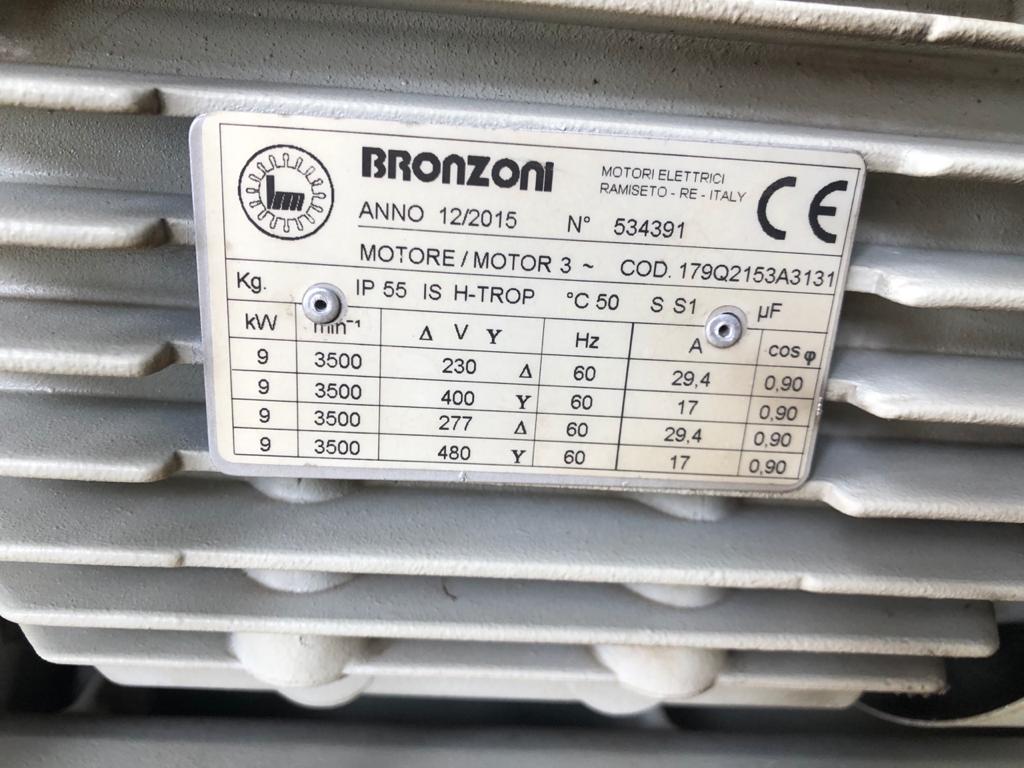 bm
BRONZONI
MOTORI ELETTRICI
RAMISETO - RE - ITALY
CE
ANNO 12/2015 N° 534391
MOTORE / MOTOR 3 ~ COD. 179Q2153A3131
Kg. IP 55 IS H-TROP °C 50 S S1 µF
kW min⁻¹ Δ V Y Hz A cos φ
9 3500 230 Δ 60 29,4 0,90
9 3500 400 Y 60 17 0,90
9 3500 277 Δ 60 29,4 0,90
9 3500 480 Y 60 17 0,90